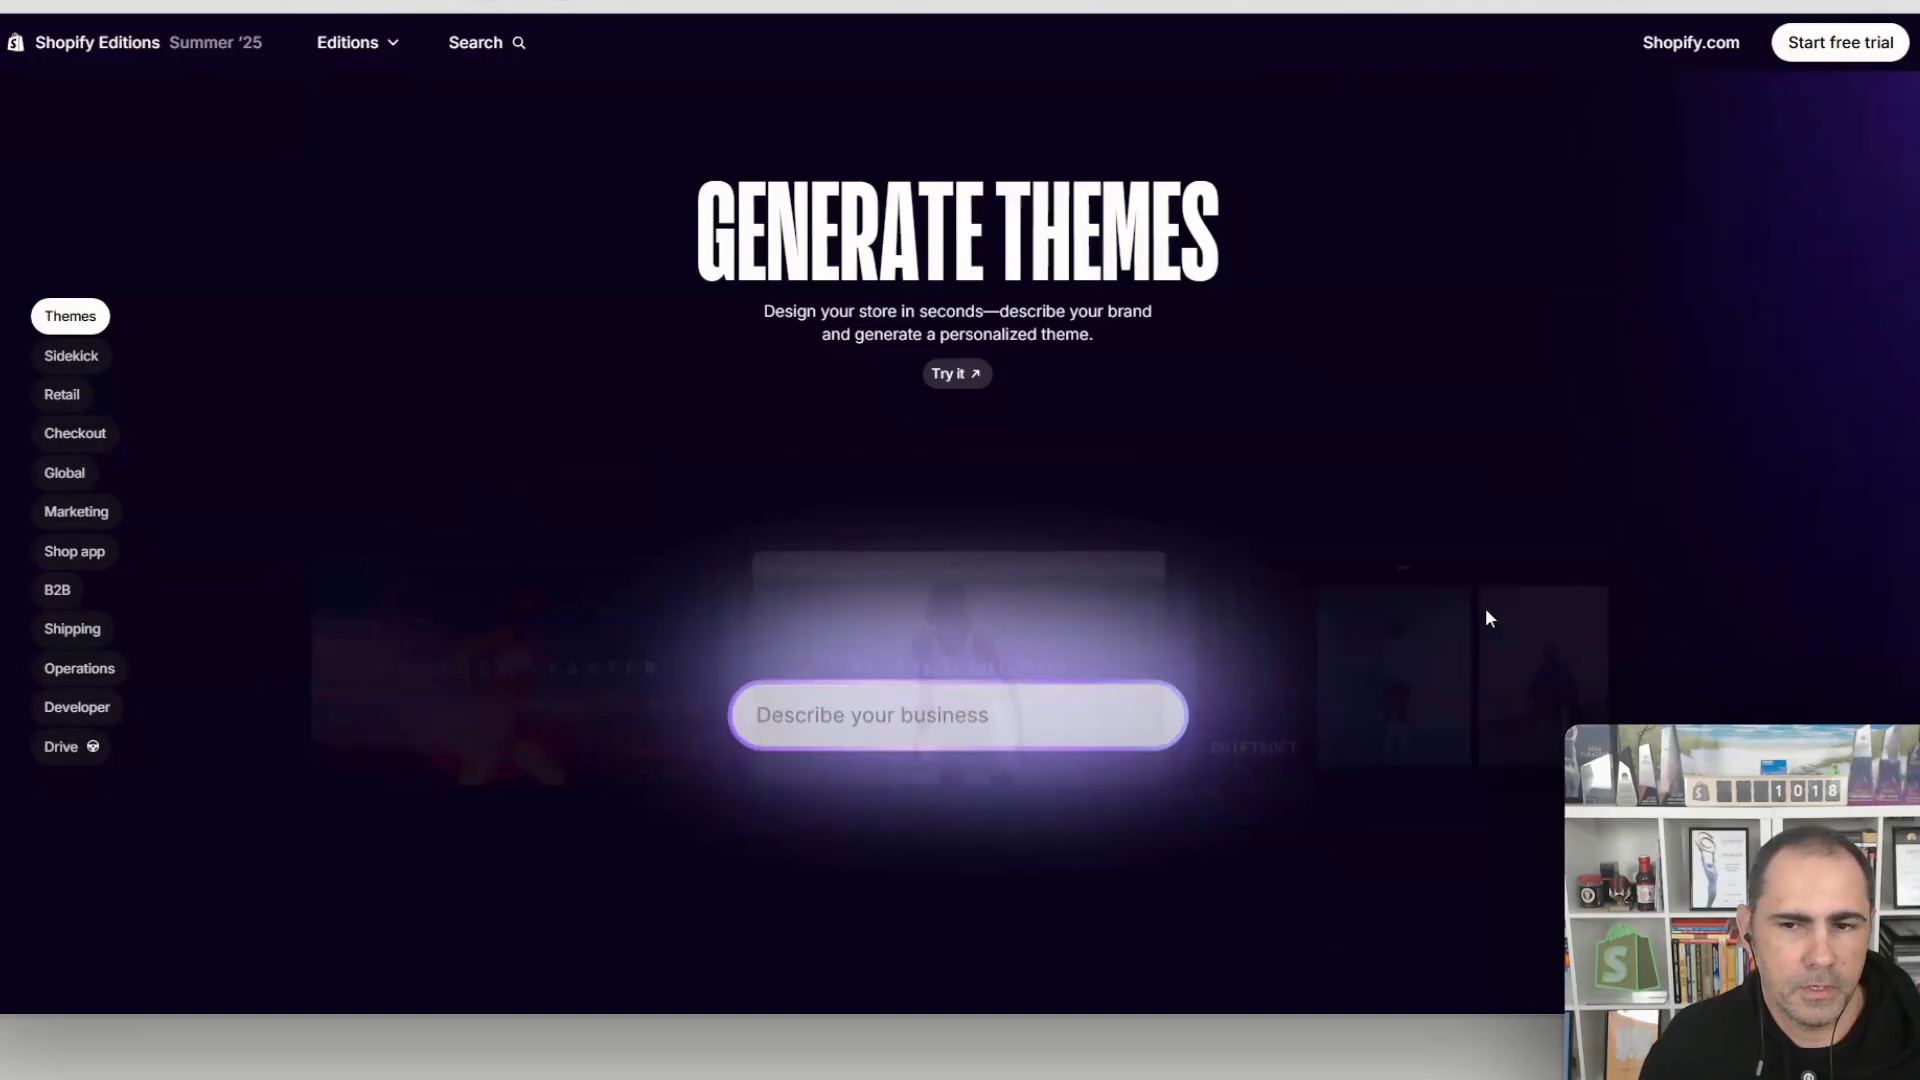 Shopify Editions Summer '25
Editions
Search
Shopify.com
Start free trial
GENERATE THEMES
Design your store in seconds—describe your brand
and generate a personalized theme.
Try it
Themes
Sidekick
Retail
Checkout
Global
Marketing
Shop app
B2B
Shipping
Operations
Developer
Drive
Describe your business
DRIFTSOFT
1018
S